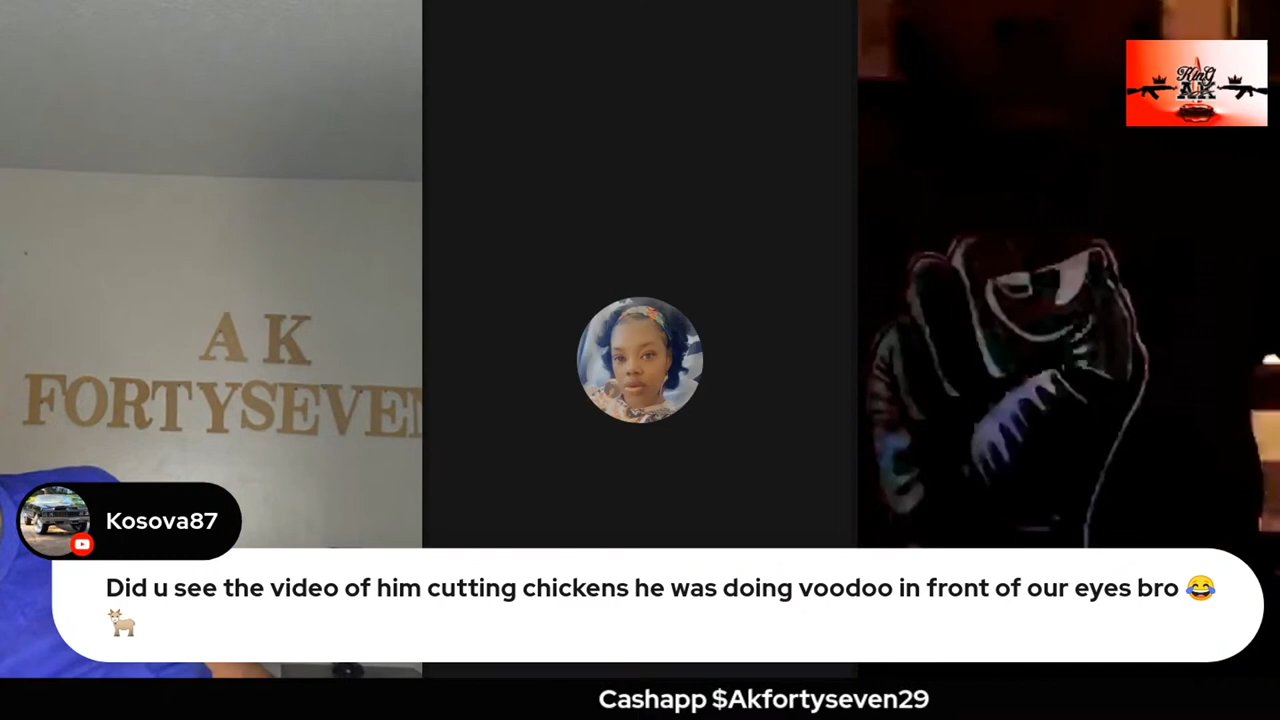 KinG
AK
A K
FORTYSEVEN
Kosova87
Did u see the video of him cutting chickens he was doing voodoo in front of our eyes bro 😂
🐐
Cashapp $Akfortyseven29